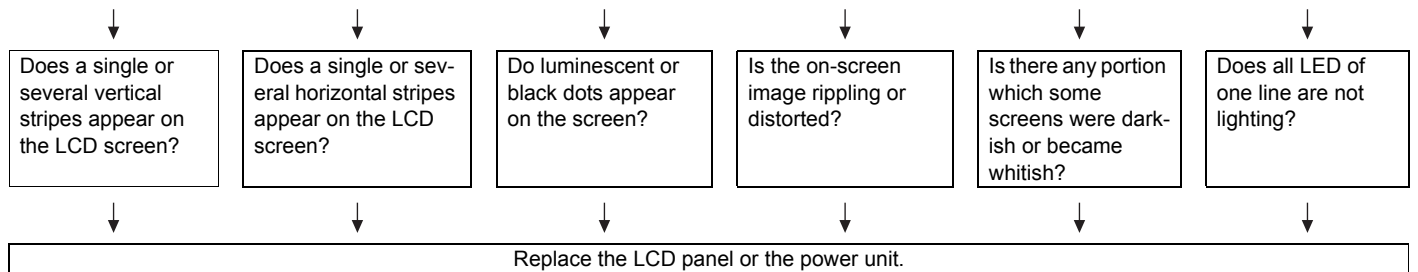 Does a single or
several vertical
stripes appear on
the LCD screen?
Does a single or sev-
eral horizontal stripes
appear on the LCD
screen?
Do luminescent or
black dots appear
on the screen?
Is the on-screen
image rippling or
distorted?
Is there any portion
which some
screens were dark-
ish or became
whitish?
Does all LED of
one line are not
lighting?
Replace the LCD panel or the power unit.